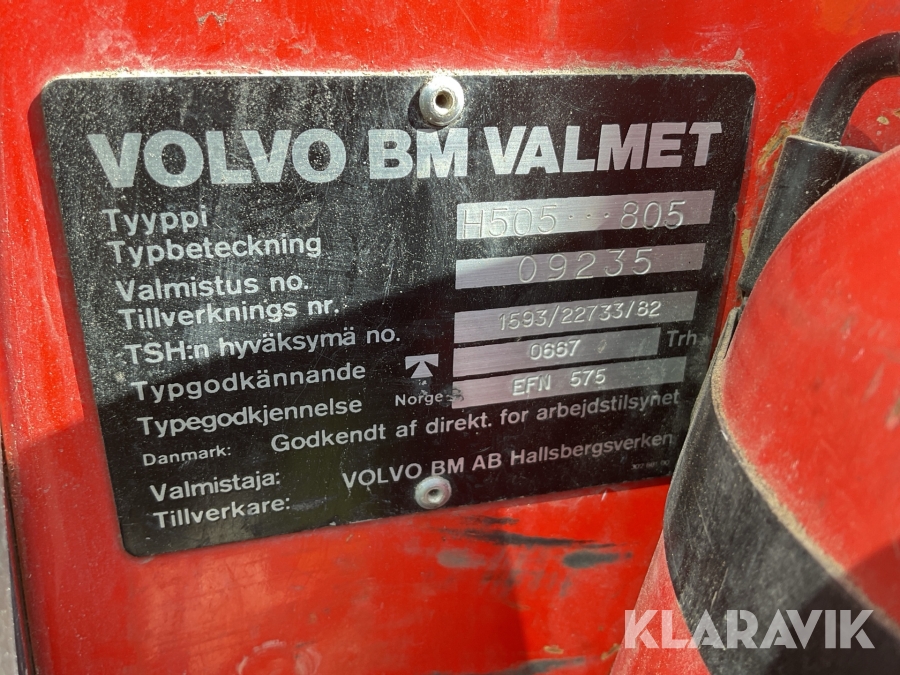 VOLVO BM VALMET
Tyyppi
Typbeteckning H505 - - 805
Valmistus no.
Tillverknings nr. 09235
TSH:n hyväksymä no. 1593/22733/82
Typgodkännande 0667 Trh
Typegodkjennelse Norge EFN 575
Danmark: Godkendt af direkt. for arbejdstilsynet
Valmistaja: VOLVO BM AB Hallsbergsverken
Tillverkare:
KLARAVIK